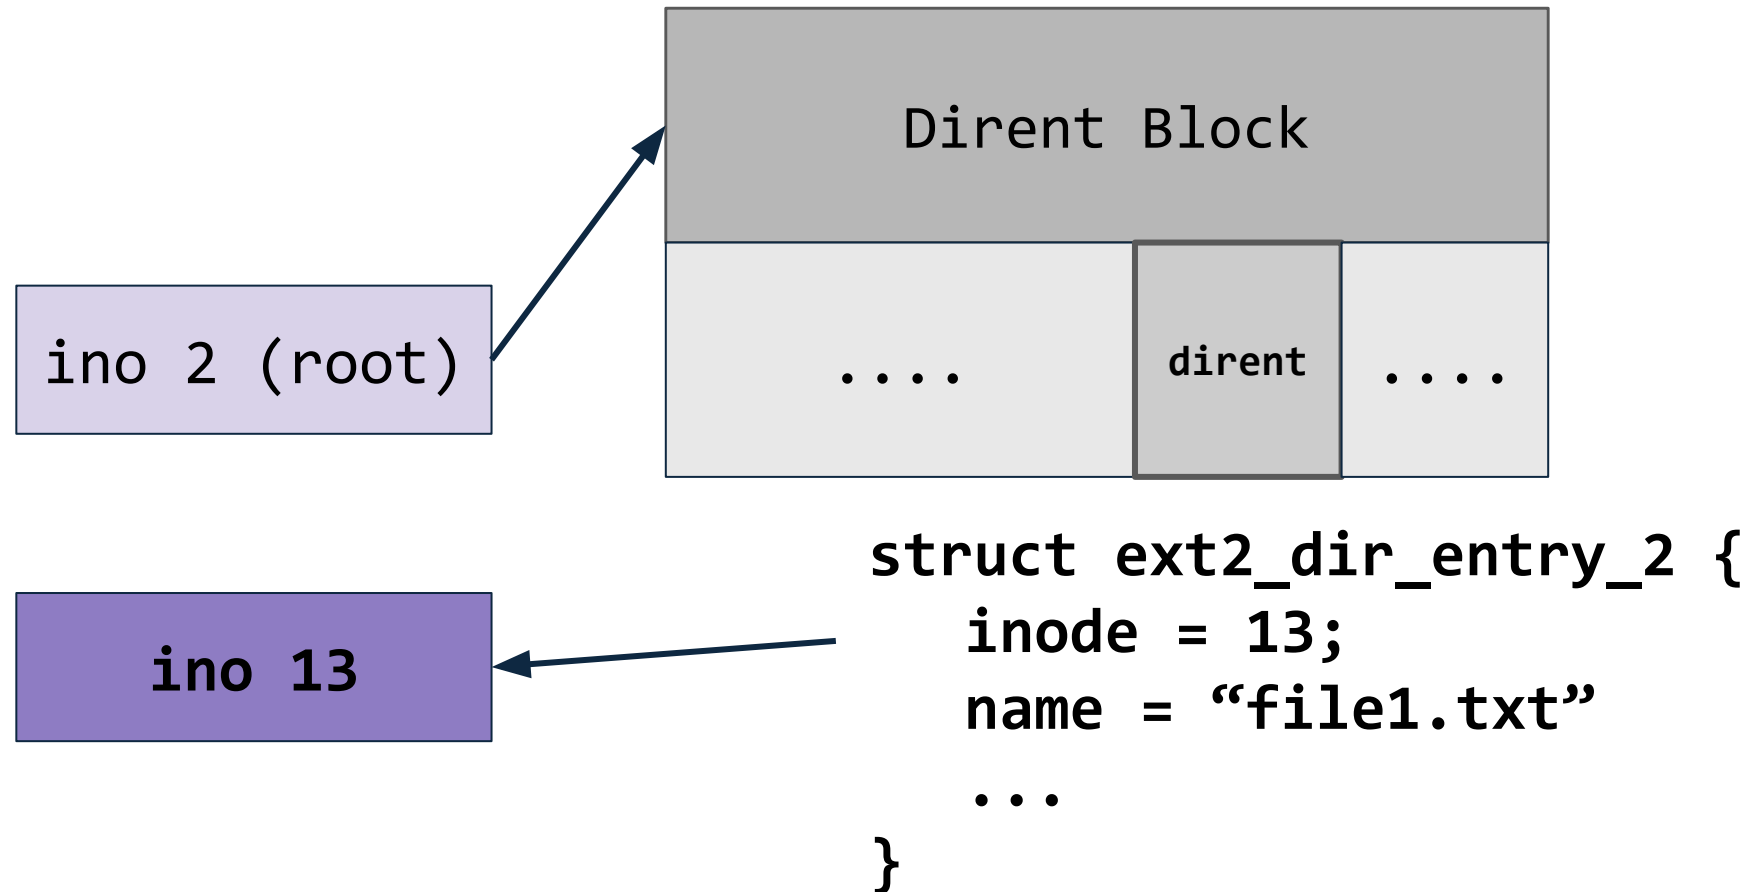 Dirent Block
ino 2 (root)
....
dirent
....
struct ext2_dir_entry_2 {
inode = 13;
name = “file1.txt”
...
}
ino 13